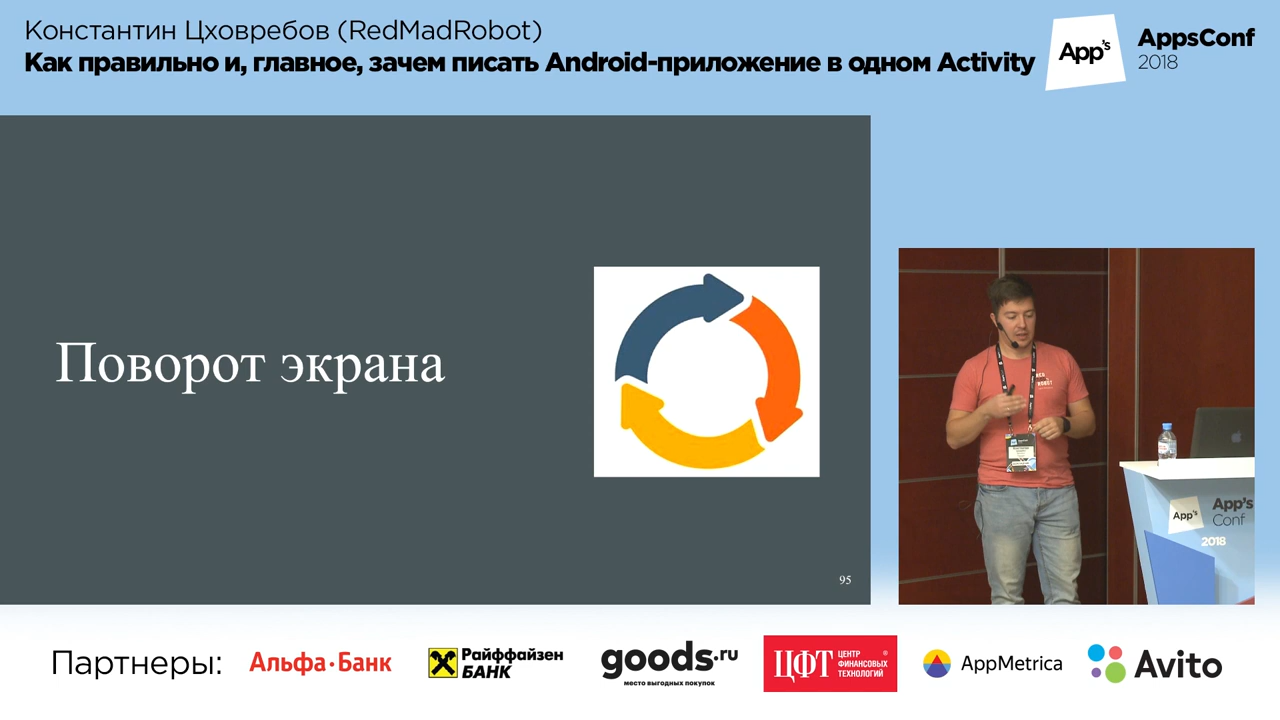 Константин Цховребов (RedMadRobot)
Как правильно и, главное, зачем писать Android-приложение в одном Activity
App's
AppsConf
2018
Поворот экрана
95
RED
ROBOT
App's
App's
Conf
2018
Партнеры:
Альфа·Банк
Райффайзен
БАНК
goods.ru
место выгодных покупок
ЦФТ
ЦЕНТР
ФИНАНСОВЫХ
ТЕХНОЛОГИЙ
®
AppMetrica
Avito